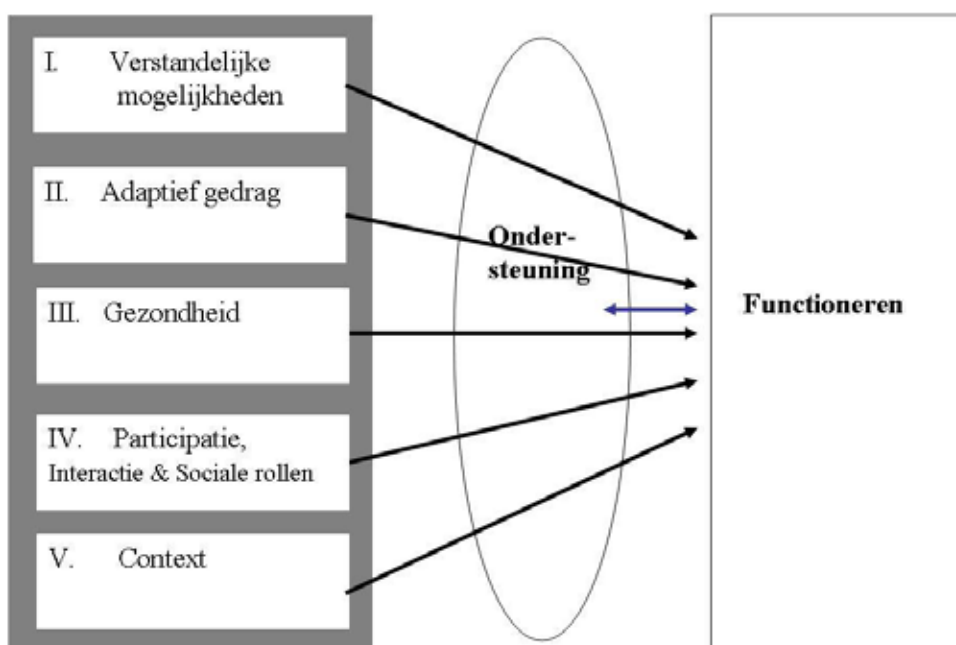 I. Verstandelijke
mogelijkheden
II. Adaptief gedrag
III. Gezondheid
IV. Participatie,
Interactie & Sociale rollen
V. Context
Onder-
steuning
Functioneren